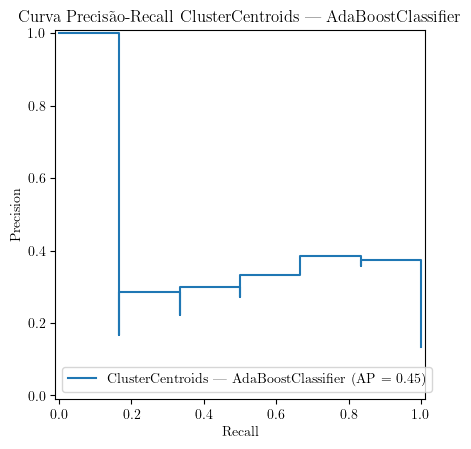 Curva Precisão-Recall ClusterCentroids — AdaBoostClassifier
1.0
0.8
0.6
0.4
0.2
0.0
Precision
ClusterCentroids — AdaBoostClassifier (AP = 0.45)
0.0 0.2 0.4 0.6 0.8 1.0
Recall